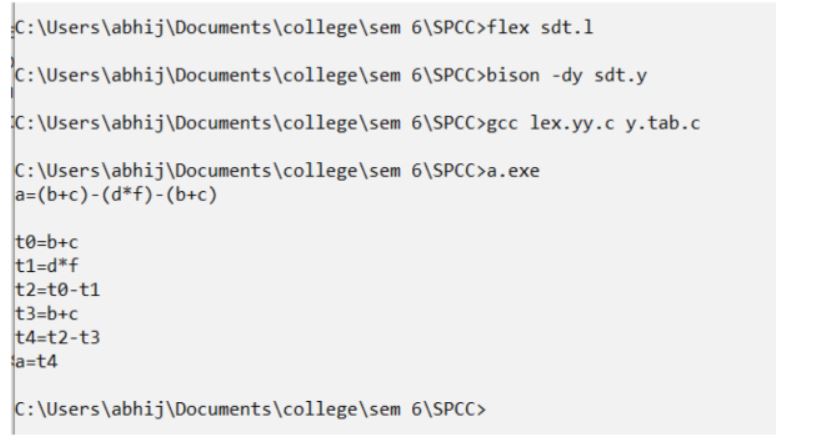 C:\Users\abhij\Documents\college\sem 6\SPCC>flex sdt.l
C:\Users\abhij\Documents\college\sem 6\SPCC>bison -dy sdt.y
C:\Users\abhij\Documents\college\sem 6\SPCC>gcc lex.yy.c y.tab.c
C:\Users\abhij\Documents\college\sem 6\SPCC>a.exe
a=(b+c)-(d*f)-(b+c)
t0=b+c
t1=d*f
t2=t0-t1
t3=b+c
t4=t2-t3
a=t4
C:\Users\abhij\Documents\college\sem 6\SPCC>